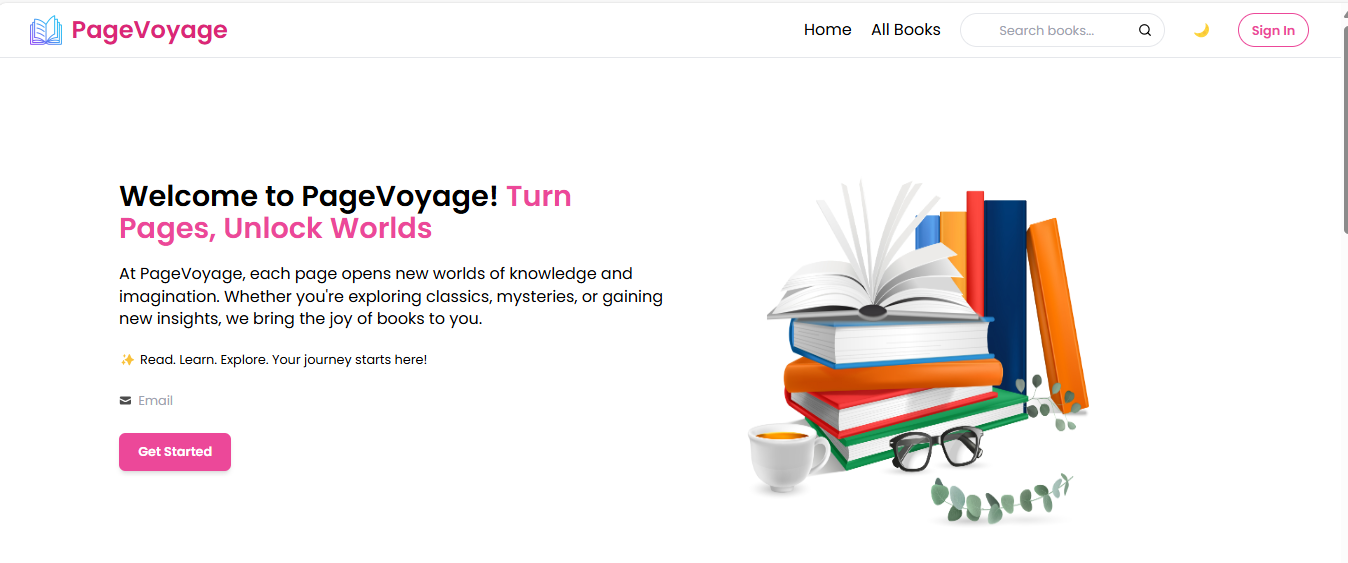 PageVoyage
Home
All Books
Search books...
Sign In
Welcome to PageVoyage! Turn
Pages, Unlock Worlds
At PageVoyage, each page opens new worlds of knowledge and
imagination. Whether you're exploring classics, mysteries, or gaining
new insights, we bring the joy of books to you.
✨ Read. Learn. Explore. Your journey starts here!
Email
Get Started